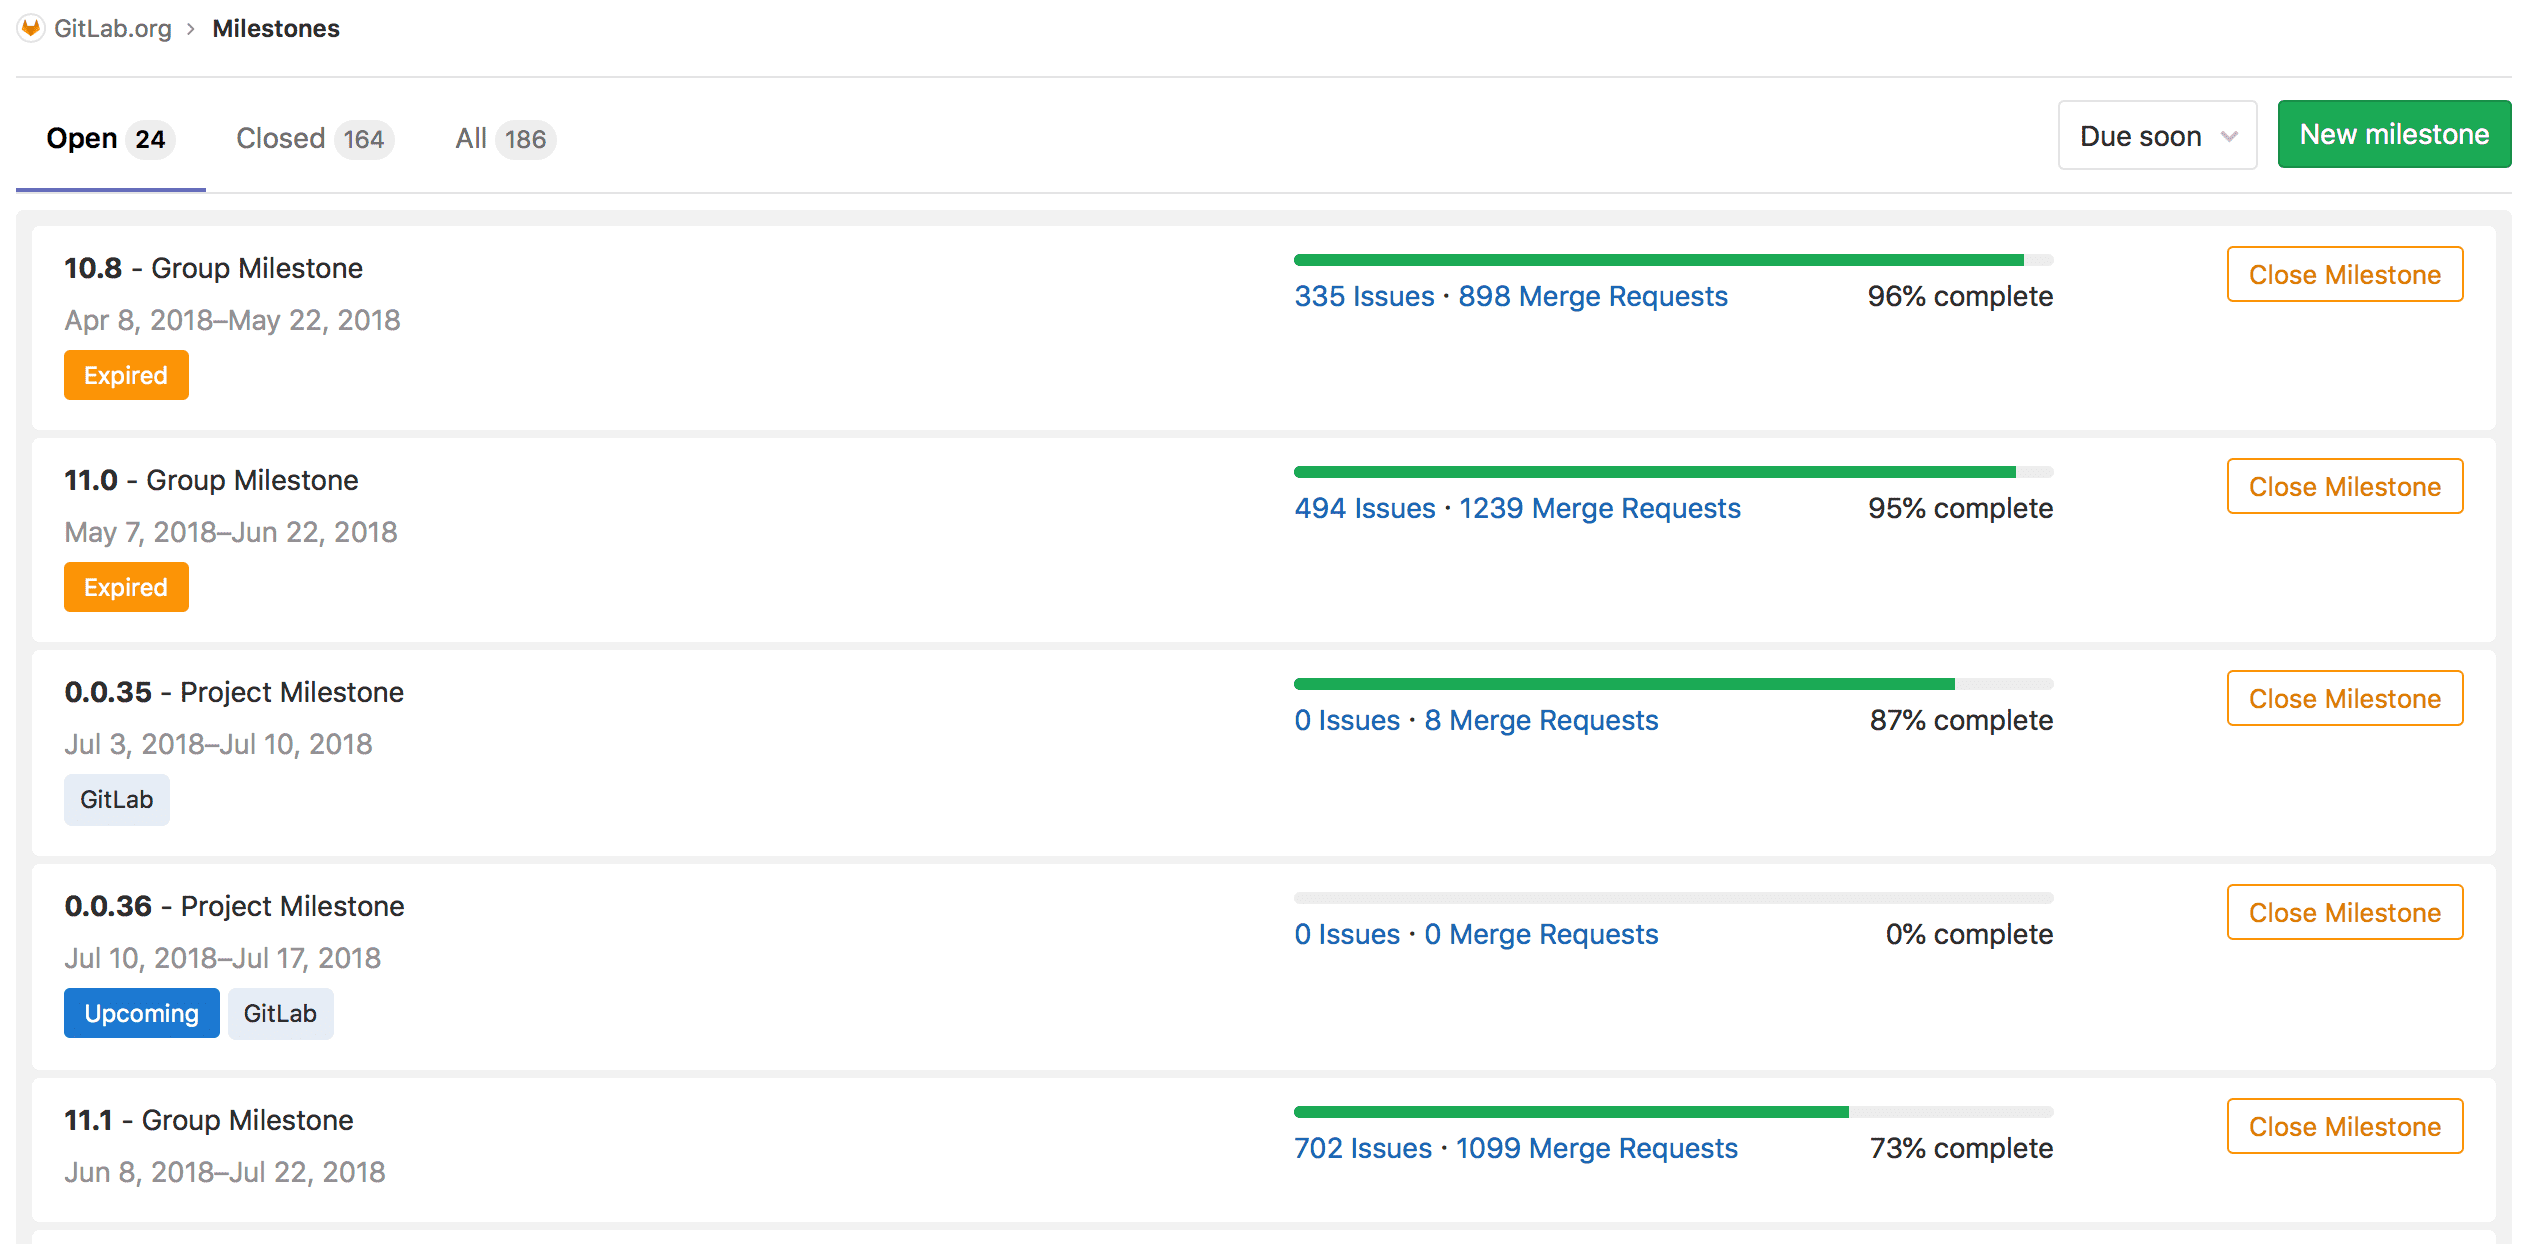 GitLab.org › Milestones
Open 24 Closed 164 All 186 Due soon New milestone
10.8 - Group Milestone
Apr 8, 2018–May 22, 2018
Expired
335 Issues · 898 Merge Requests 96% complete
Close Milestone
11.0 - Group Milestone
May 7, 2018–Jun 22, 2018
Expired
494 Issues · 1239 Merge Requests 95% complete
Close Milestone
0.0.35 - Project Milestone
Jul 3, 2018–Jul 10, 2018
GitLab
0 Issues · 8 Merge Requests 87% complete
Close Milestone
0.0.36 - Project Milestone
Jul 10, 2018–Jul 17, 2018
Upcoming GitLab
0 Issues · 0 Merge Requests 0% complete
Close Milestone
11.1 - Group Milestone
Jun 8, 2018–Jul 22, 2018
702 Issues · 1099 Merge Requests 73% complete
Close Milestone